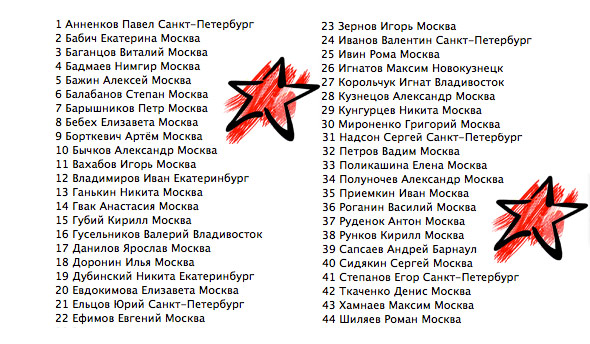 1 Анненков Павел Санкт-Петербург
2 Бабич Екатерина Москва
3 Баганцов Виталий Москва
4 Бадмаев Нимгир Москва
5 Бажин Алексей Москва
6 Балабанов Степан Москва
7 Барышников Петр Москва
8 Бебех Елизавета Москва
9 Борткевич Артём Москва
10 Бычков Александр Москва
11 Вахабов Игорь Москва
12 Владимиров Иван Екатеринбург
13 Ганькин Никита Москва
14 Гвак Анастасия Москва
15 Губий Кирилл Москва
16 Гусельников Валерий Владивосток
17 Данилов Ярослав Москва
18 Доронин Илья Москва
19 Дубинский Никита Екатеринбург
20 Евдокимова Елизавета Москва
21 Ельцов Юрий Санкт-Петербург
22 Ефимов Евгений Москва
23 Зернов Игорь Москва
24 Иванов Валентин Санкт-Петербург
25 Ивин Рома Москва
26 Игнатов Максим Новокузнецк
27 Корольчук Игнат Владивосток
28 Кузнецов Александр Москва
29 Кунгурцев Никита Москва
30 Мироненко Григорий Москва
31 Надсон Сергей Санкт-Петербург
32 Петров Вадим Москва
33 Поликашина Елена Москва
34 Полуночев Александр Москва
35 Приемкин Иван Москва
36 Роганин Василий Москва
37 Руденок Антон Москва
38 Рунков Кирилл Москва
39 Сапсаев Андрей Барнаул
40 Сидякин Сергей Москва
41 Степанов Егор Санкт-Петербург
42 Ткаченко Денис Москва
43 Хамнаев Максим Москва
44 Шиляев Роман Москва